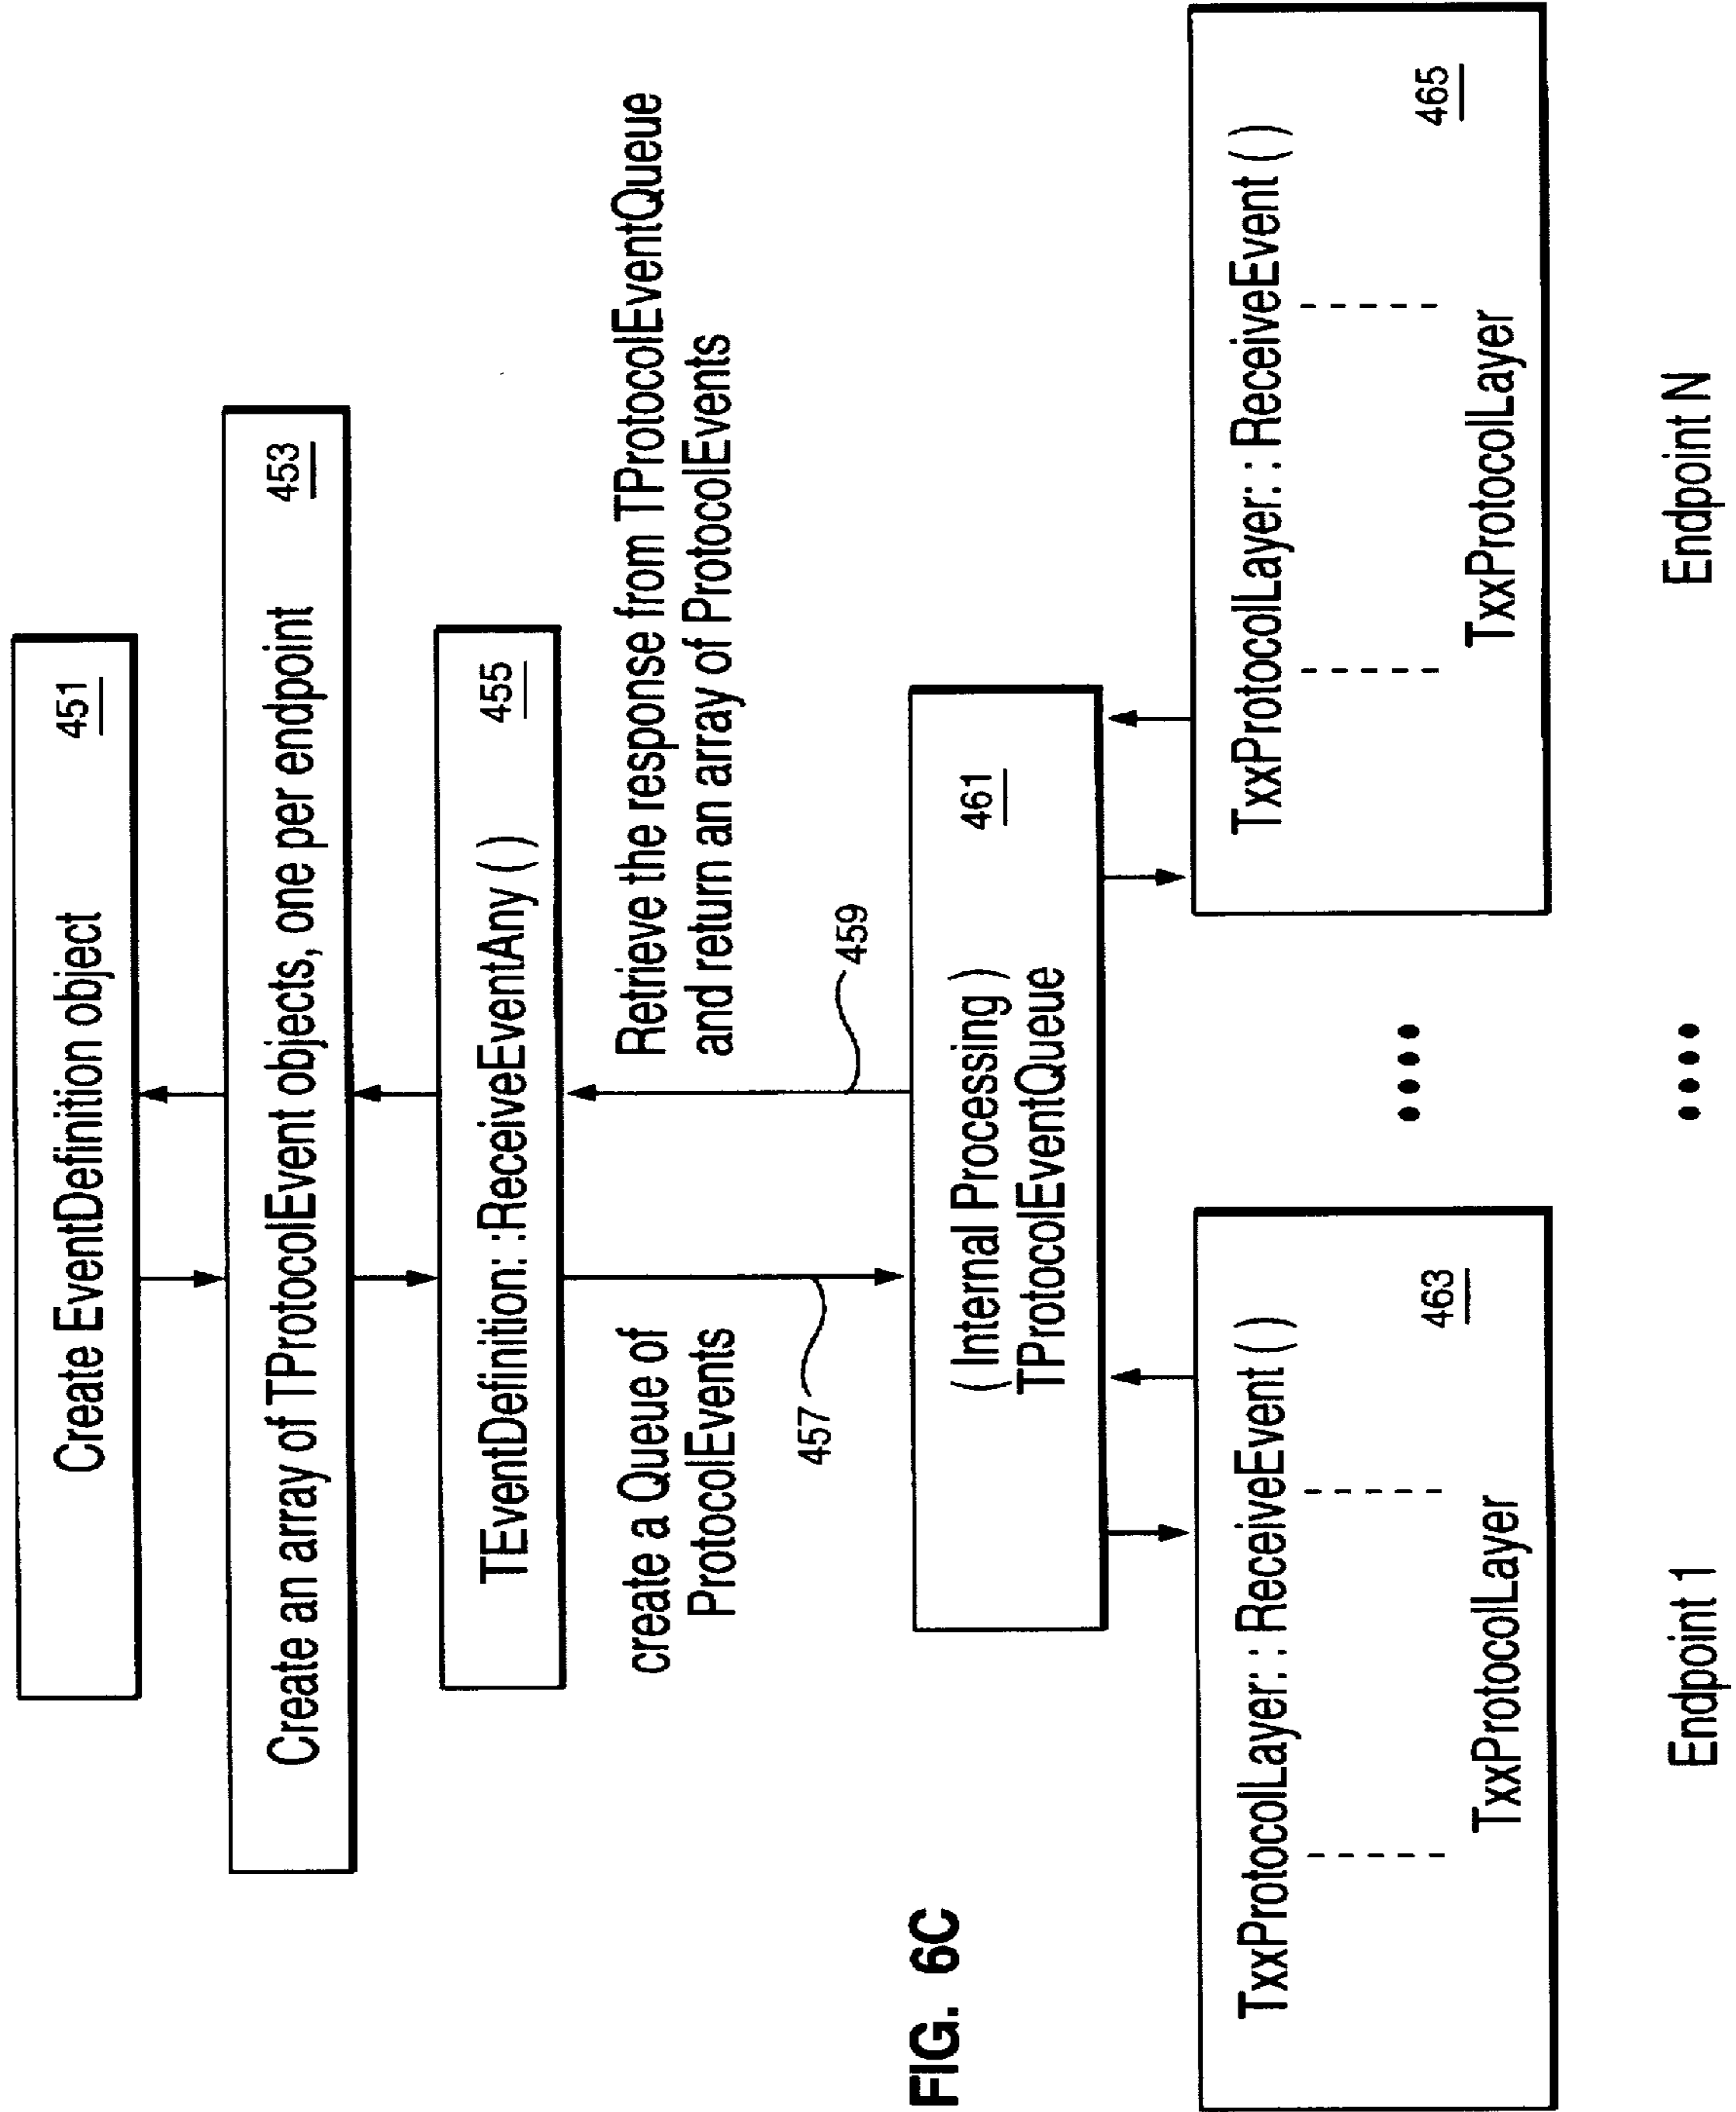 Create EventDefinition object
451
Create an array of TProtocolEvent objects, one per endpoint
453
TEventDefinition: :ReceiveEventAny ( )
455
create a Queue of
ProtocolEvents
457
Retrieve the response from TProtocolEventQueue
and return an array of ProtocolEvents
459
( Internal Processing )
TProtocolEventQueue
461
TxxProtocolLayer: : ReceiveEvent ( )
463
TxxProtocolLayer
TxxProtocolLayer: : ReceiveEvent ( )
465
TxxProtocolLayer
Endpoint 1
Endpoint N
FIG. 6C